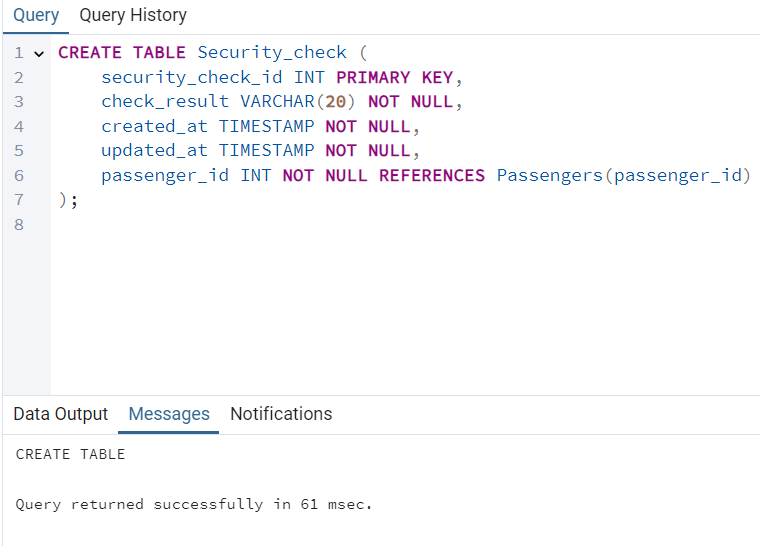 Query Query History
1 CREATE TABLE Security_check (
2 security_check_id INT PRIMARY KEY,
3 check_result VARCHAR(20) NOT NULL,
4 created_at TIMESTAMP NOT NULL,
5 updated_at TIMESTAMP NOT NULL,
6 passenger_id INT NOT NULL REFERENCES Passengers(passenger_id)
7 );
8
Data Output Messages Notifications
CREATE TABLE
Query returned successfully in 61 msec.